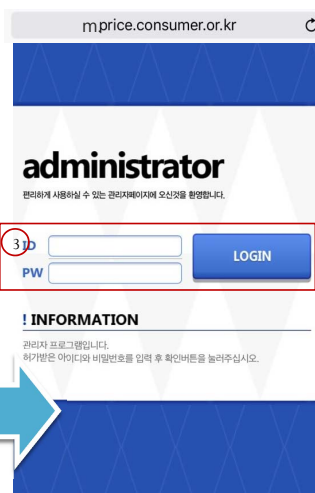 mprice.consumer.or.kr
administrator
편리하게 사용하실 수 있는 관리자페이지에 오신것을 환영합니다.
3 ID
LOGIN
PW
! INFORMATION
관리자 프로그램입니다.
허가받은 아이디와 비밀번호를 입력 후 확인버튼을 눌러주십시오.